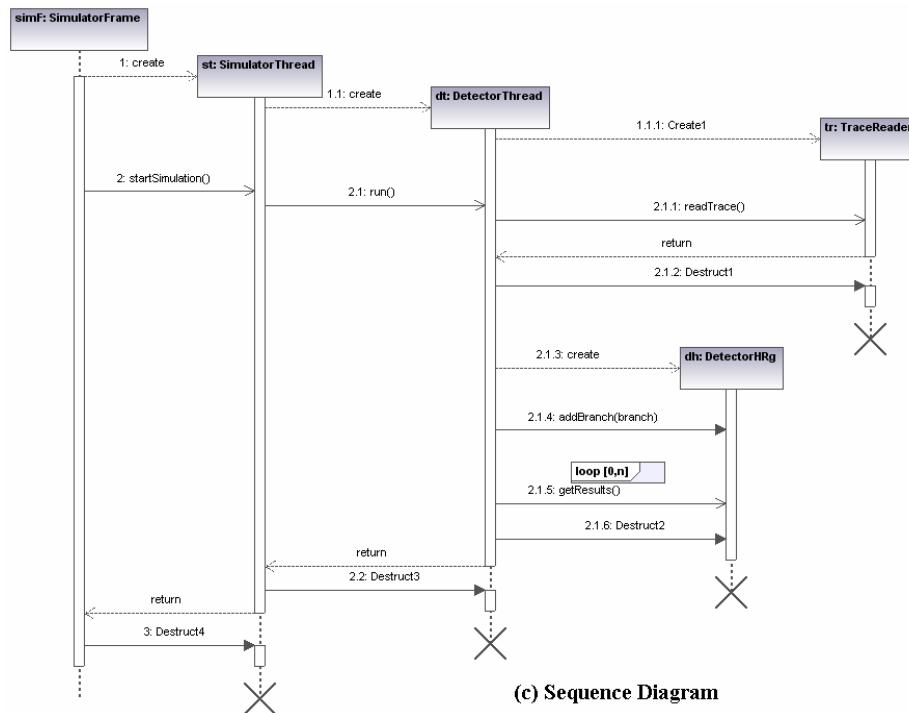 simF: SimulatorFrame
1: create
st: SimulatorThread
1.1: create
dt: DetectorThread
1.1.1: Create1
tr: TraceReader
2: startSimulation()
2.1: run()
2.1.1: readTrace()
return
2.1.2: Destruct1
2.1.3: create
dh: DetectorHRg
2.1.4: addBranch(branch)
loop [0,n]
2.1.5: getResults()
2.1.6: Destruct2
return
2.2: Destruct3
return
3: Destruct4
(c) Sequence Diagram